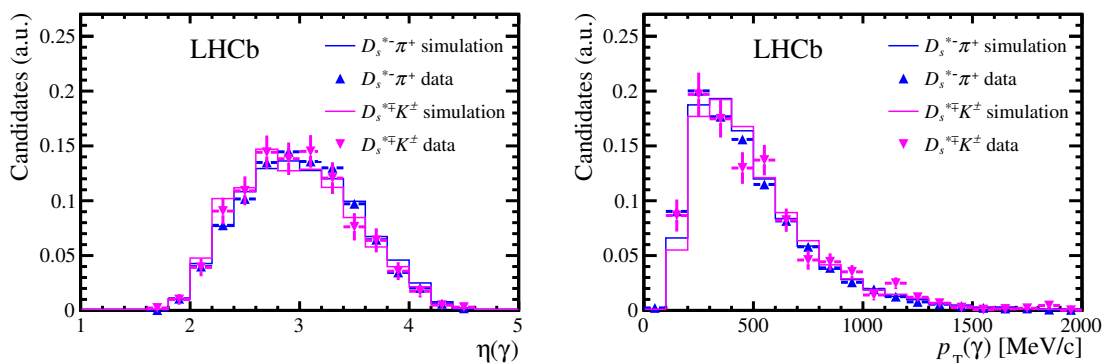 Candidates (a.u.)
0.25
0.2
0.15
0.1
0.05
0
LHCb
D_s^{*-}π^+ simulation
D_s^{*-}π^+ data
D_s^{*∓}K^± simulation
D_s^{*∓}K^± data
1 2 3 4 5
η(γ)
Candidates (a.u.)
0.25
0.2
0.15
0.1
0.05
0
LHCb
D_s^{*-}π^+ simulation
D_s^{*-}π^+ data
D_s^{*∓}K^± simulation
D_s^{*∓}K^± data
0 500 1000 1500 2000
p_T(γ) [MeV/c]